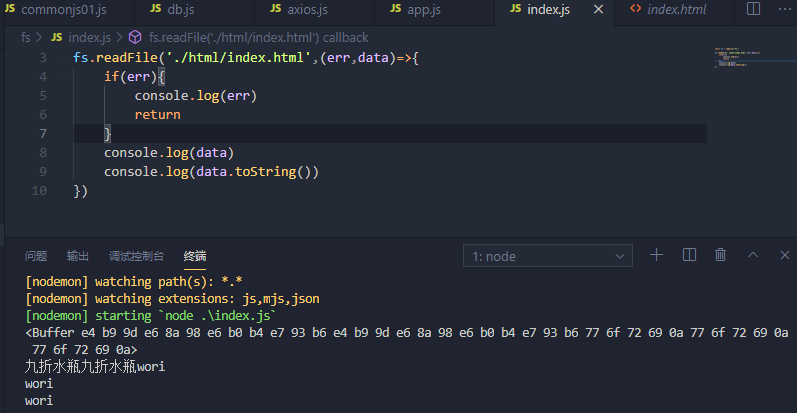 commonjs01.js JS db.js JS axios.js JS app.js JS index.js <> index.html
fs > JS index.js > fs.readFile('./html/index.html') callback
3 fs.readFile('./html/index.html',(err,data)=>{
4 if(err){
5 console.log(err)
6 return
7 }
8 console.log(data)
9 console.log(data.toString())
10 })
问题 输出 调试控制台 终端 1: node
[nodemon] watching path(s): *.*
[nodemon] watching extensions: js,mjs,json
[nodemon] starting `node .\index.js`
<Buffer e4 b9 9d e6 8a 98 e6 b0 b4 e7 93 b6 e4 b9 9d e6 8a 98 e6 b0 b4 e7 93 b6 77 6f 72 69 0a 77 6f 72 69 0a
77 6f 72 69 0a>
九折水瓶九折水瓶wori
wori
wori